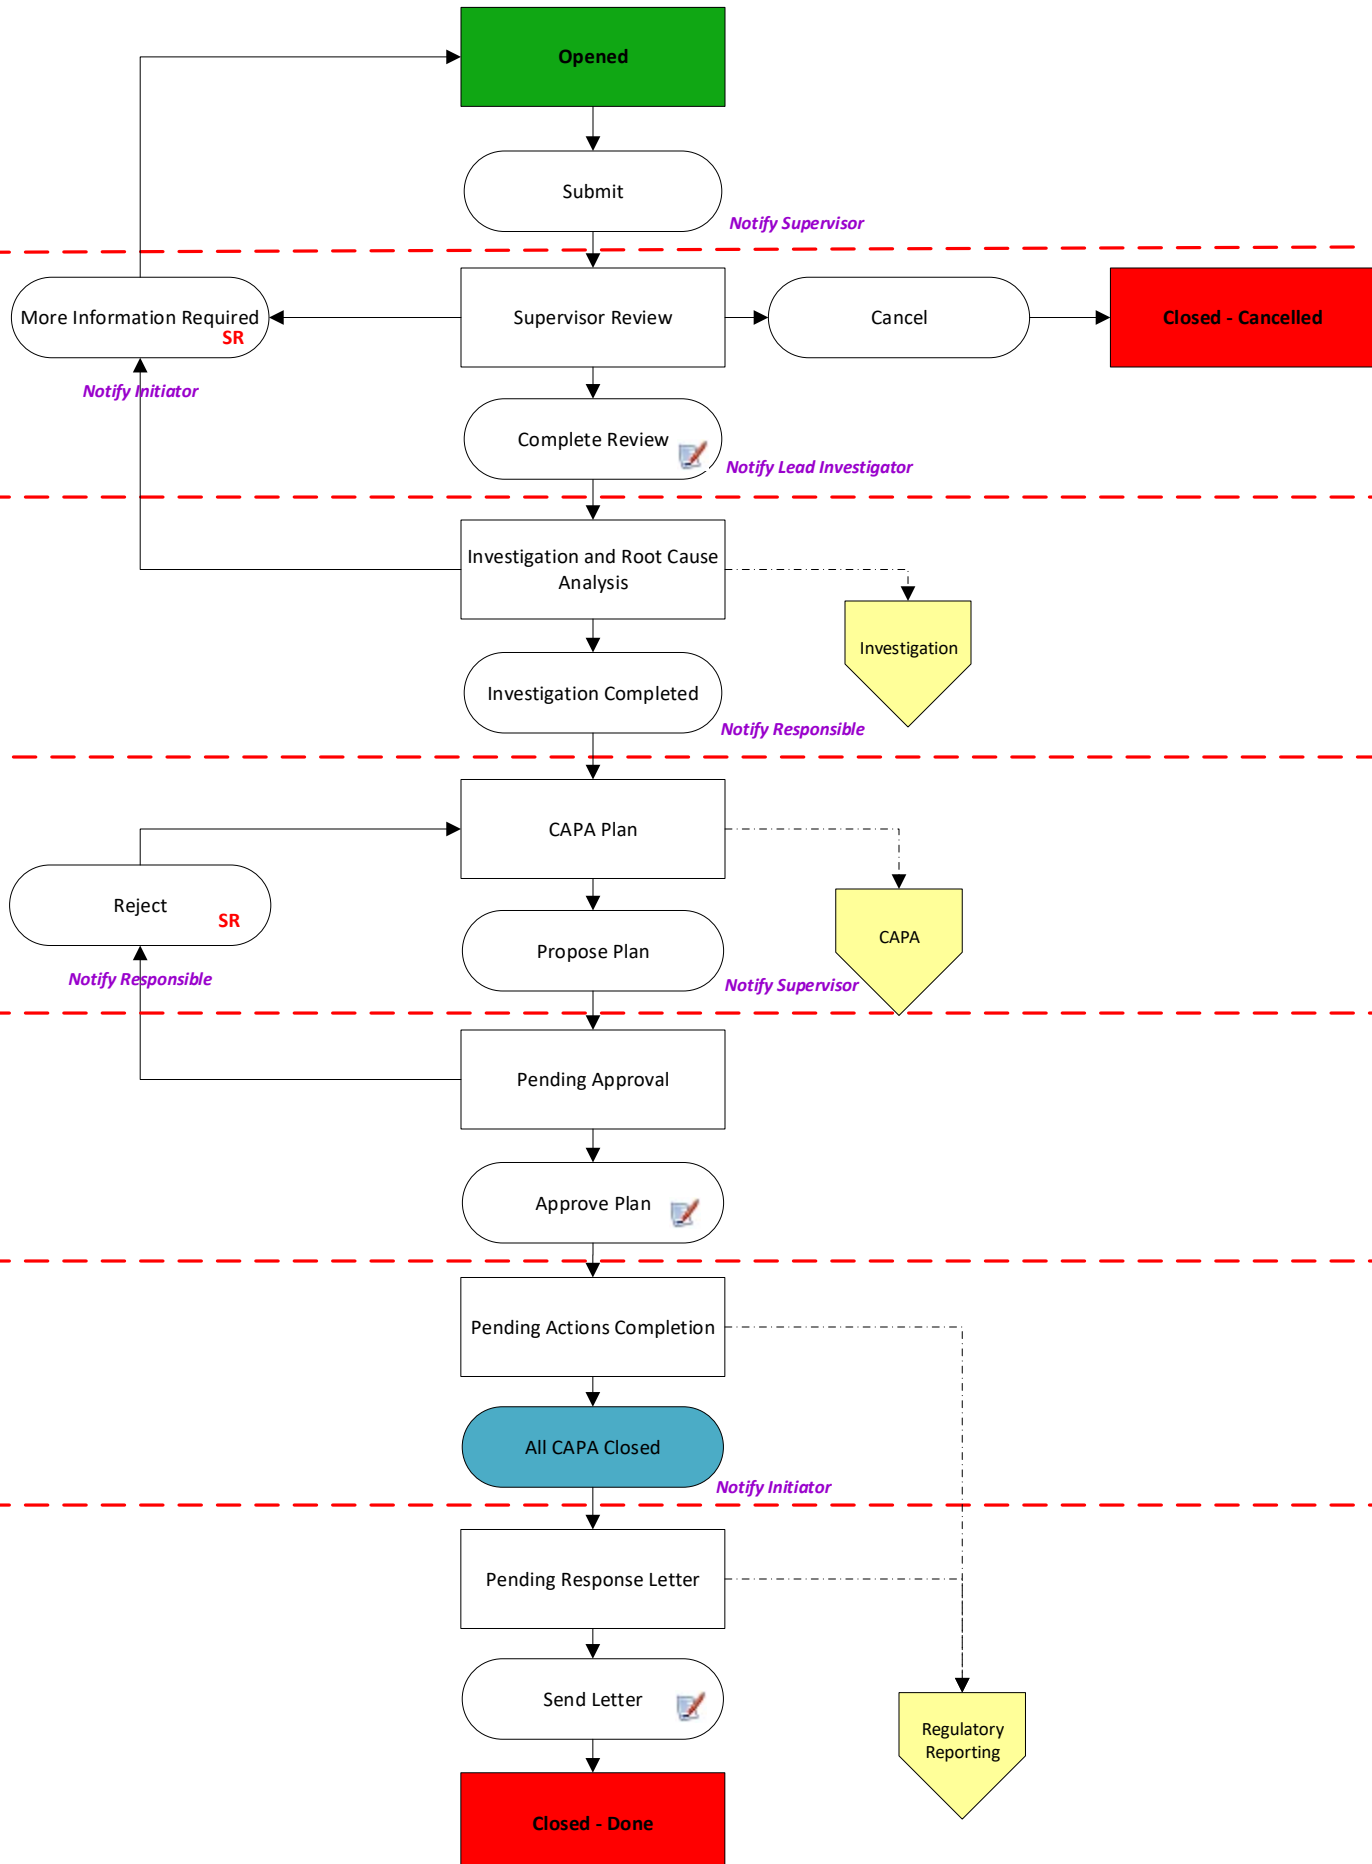 Opened
Submit
Notify Supervisor
More Information Required
SR
Supervisor Review
Cancel
Closed - Cancelled
Notify Initiator
Complete Review
Notify Lead Investigator
Investigation and Root Cause
Analysis
Investigation
Investigation Completed
Notify Responsible
CAPA Plan
Reject
SR
CAPA
Propose Plan
Notify Responsible
Notify Supervisor
Pending Approval
Approve Plan
Pending Actions Completion
All CAPA Closed
Notify Initiator
Pending Response Letter
Send Letter
Regulatory
Reporting
Closed - Done